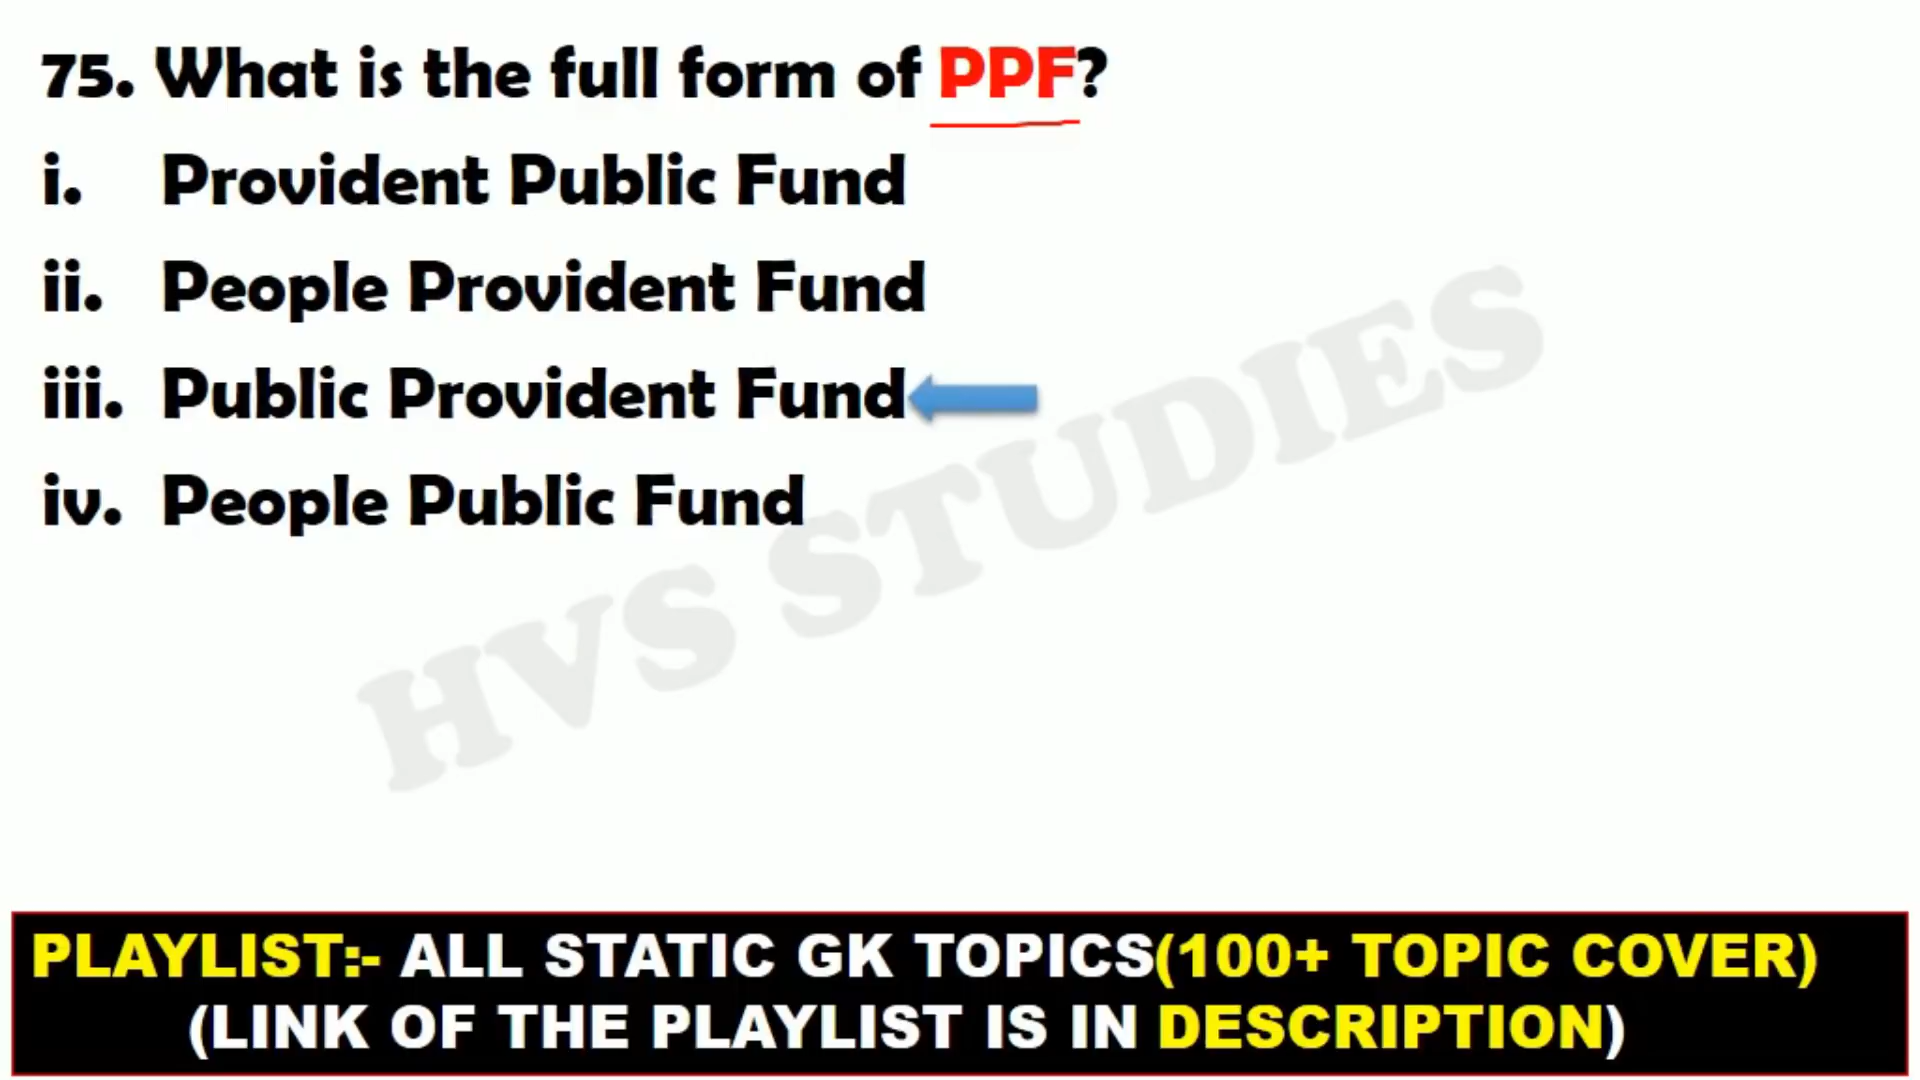 75. What is the full form of PPF?
i. Provident Public Fund
ii. People Provident Fund
iii. Public Provident Fund
iv. People Public Fund
HVS STUDIES
PLAYLIST:- ALL STATIC GK TOPICS(100+ TOPIC COVER)
(LINK OF THE PLAYLIST IS IN DESCRIPTION)